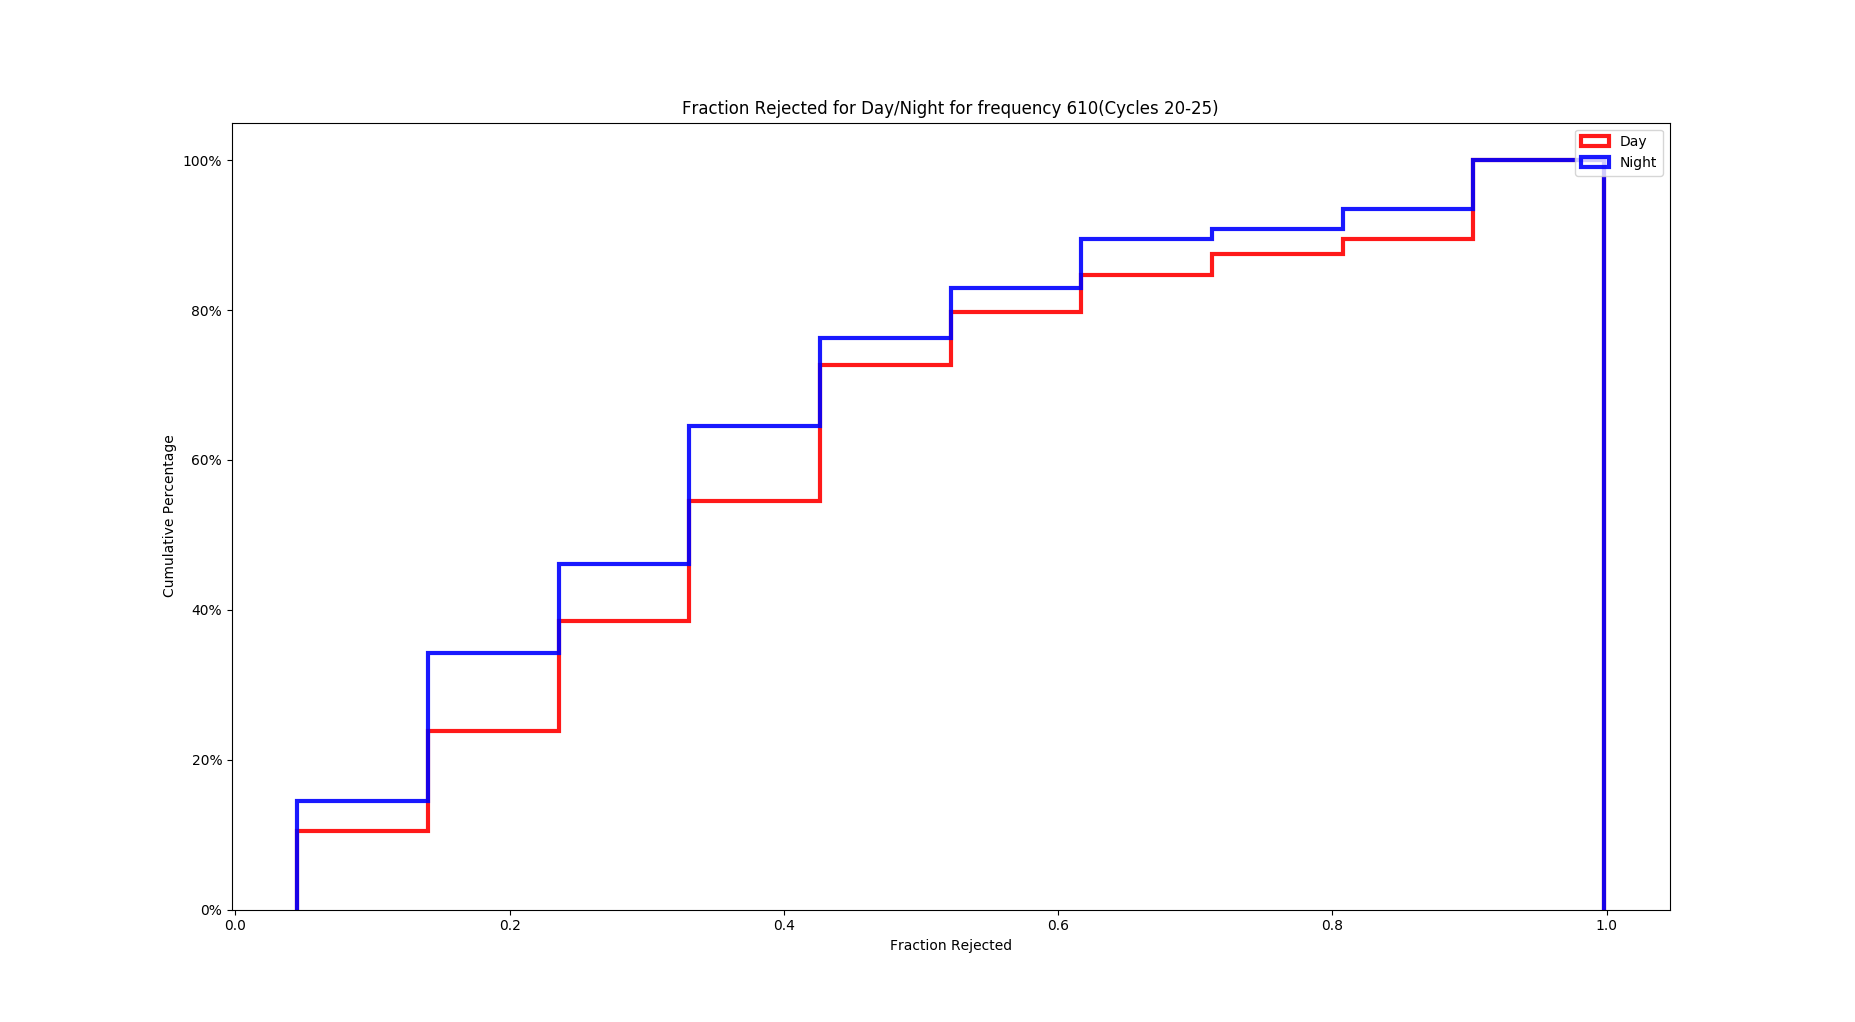 Fraction Rejected for Day/Night for frequency 610(Cycles 20-25)
Day
Night
100%
80%
60%
40%
20%
0%
Cumulative Percentage
0.0 0.2 0.4 0.6 0.8 1.0
Fraction Rejected